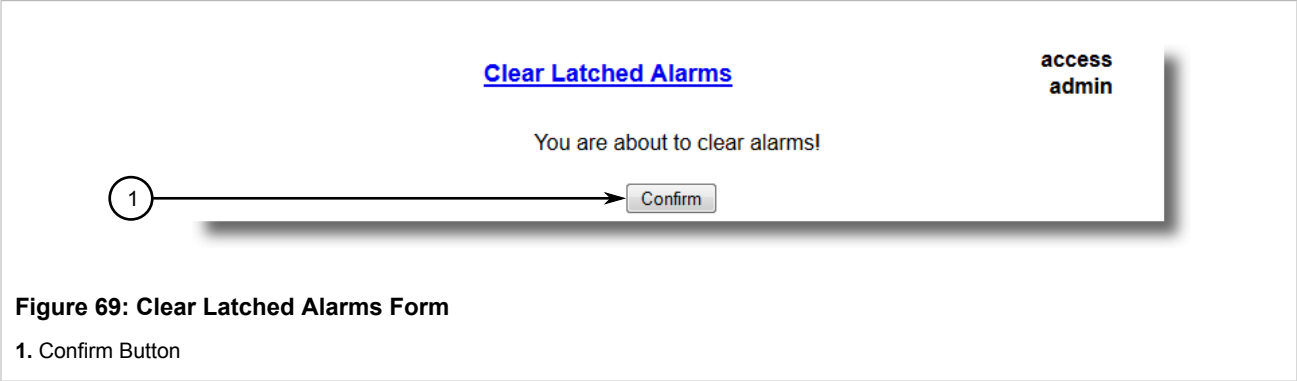 Clear Latched Alarms
access
admin
You are about to clear alarms!
1
Confirm
Figure 69: Clear Latched Alarms Form
1. Confirm Button